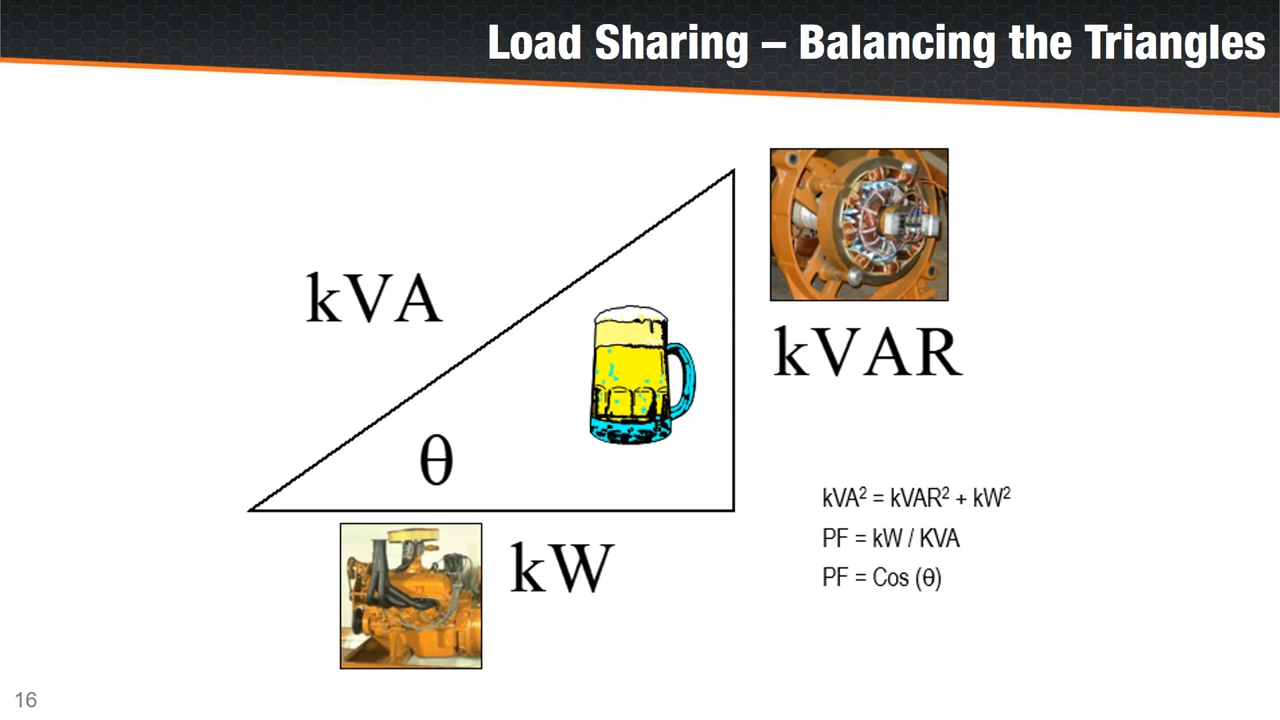 Load Sharing – Balancing the Triangles
kVA
kVAR
θ
kVA² = kVAR² + kW²
PF = kW / KVA
kW
PF = Cos (θ)
16